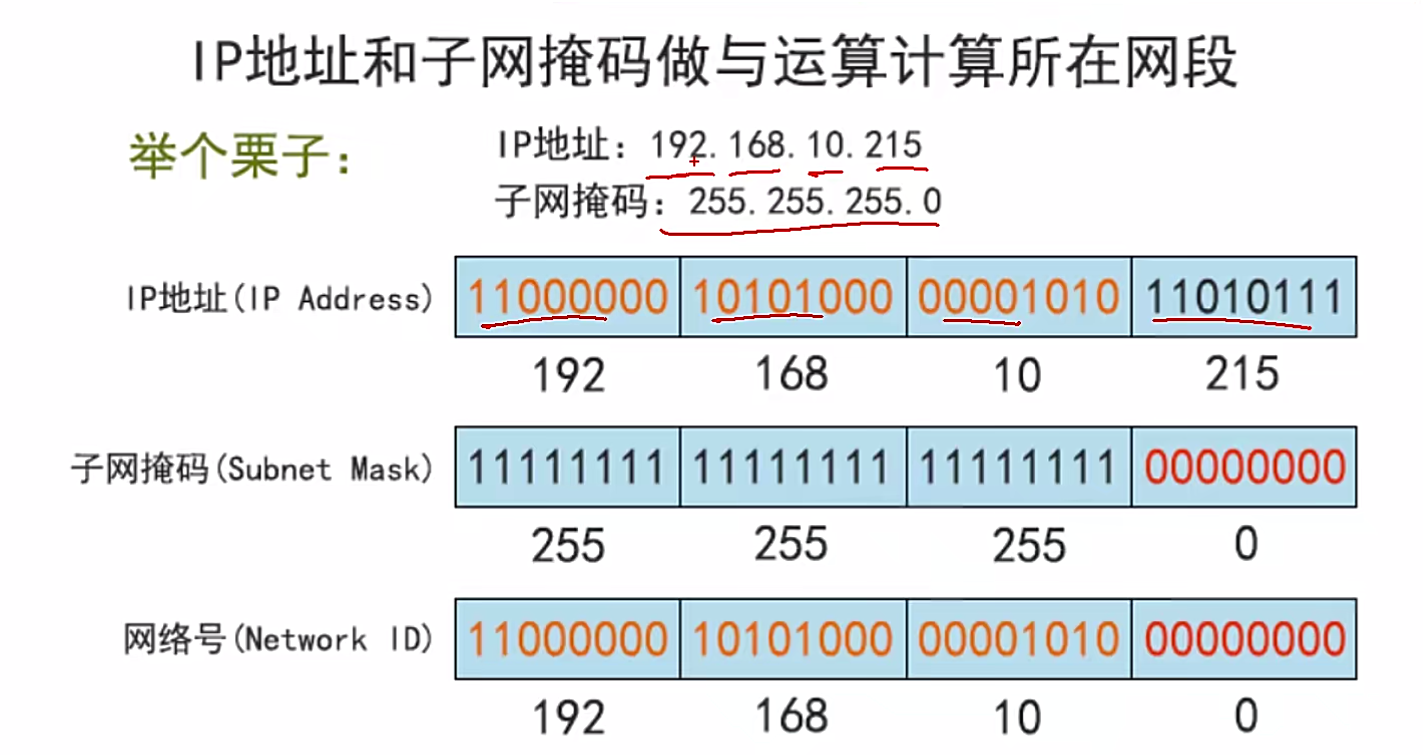 IP地址和子网掩码做与运算计算所在网段
举个栗子：
IP地址：192.168.10.215
子网掩码：255.255.255.0
IP地址(IP Address) 11000000 10101000 00001010 11010111
192 168 10 215
子网掩码(Subnet Mask) 11111111 11111111 11111111 00000000
255 255 255 0
网络号(Network ID) 11000000 10101000 00001010 00000000
192 168 10 0